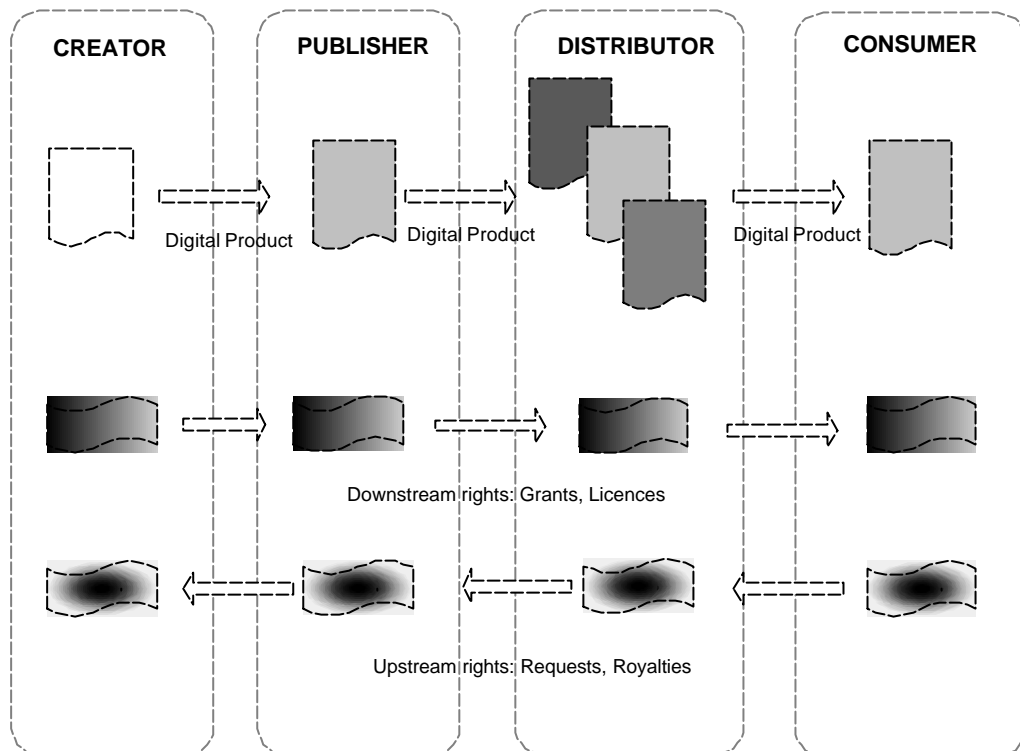 CREATOR
PUBLISHER
DISTRIBUTOR
CONSUMER
Digital Product
Digital Product
Digital Product
Downstream rights: Grants, Licences
Upstream rights: Requests, Royalties